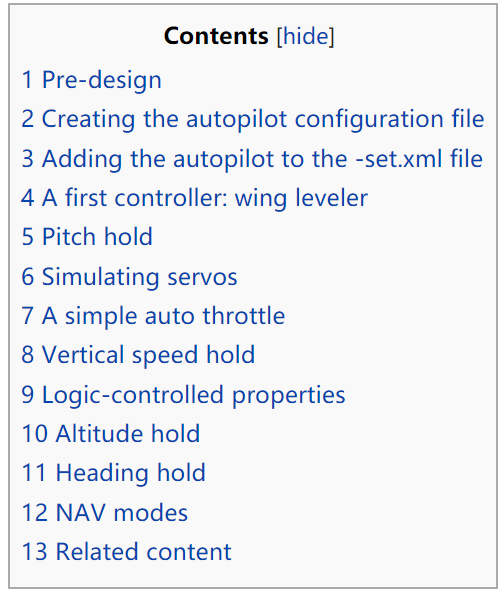 Contents [hide]
1 Pre-design
2 Creating the autopilot configuration file
3 Adding the autopilot to the -set.xml file
4 A first controller: wing leveler
5 Pitch hold
6 Simulating servos
7 A simple auto throttle
8 Vertical speed hold
9 Logic-controlled properties
10 Altitude hold
11 Heading hold
12 NAV modes
13 Related content